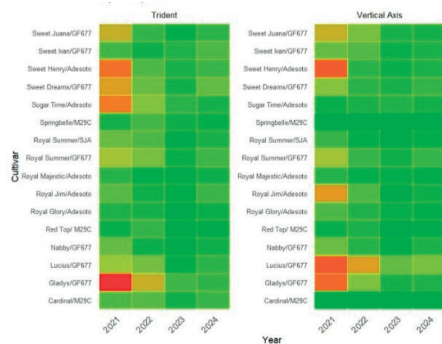 Trident
Vertical Axis
Cultivar
Sweet Juana/GF677
Sweet Ivan/GF677
Sweet Henry/Adesoto
Sweet Dreams/GF677
Sugar Time/Adesoto
Springbelle/M29C
Royal Summer/SJA
Royal Summer/GF677
Royal Majestic/Adesoto
Royal Jim/Adesoto
Royal Glory/Adesoto
Red Top/ M29C
Nabby/GF677
Lucius/GF677
Gladys/GF677
Cardinal/M29C
2021
2022
2023
2024
Sweet Juana/GF677
Sweet Ivan/GF677
Sweet Henry/Adesoto
Sweet Dreams/GF677
Sugar Time/Adesoto
Springbelle/M29C
Royal Summer/SJA
Royal Summer/GF677
Royal Majestic/Adesoto
Royal Jim/Adesoto
Royal Glory/Adesoto
Red Top/ M29C
Nabby/GF677
Lucius/GF677
Gladys/GF677
Cardinal/M29C
2021
2022
2023
2024
Year